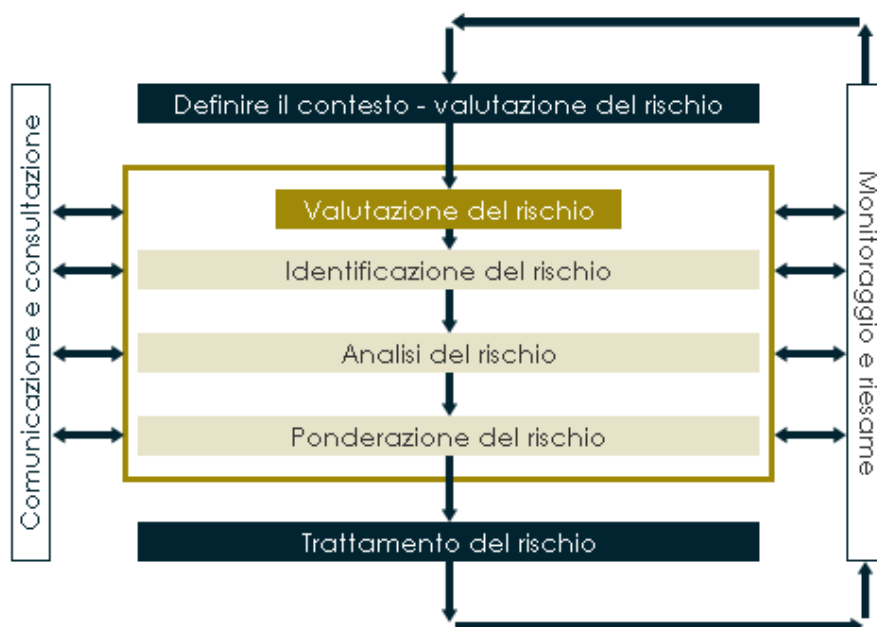 Definire il contesto - valutazione del rischio
Comunicazione e consultazione
Valutazione del rischio
Identificazione del rischio
Analisi del rischio
Ponderazione del rischio
Monitoraggio e riesame
Trattamento del rischio